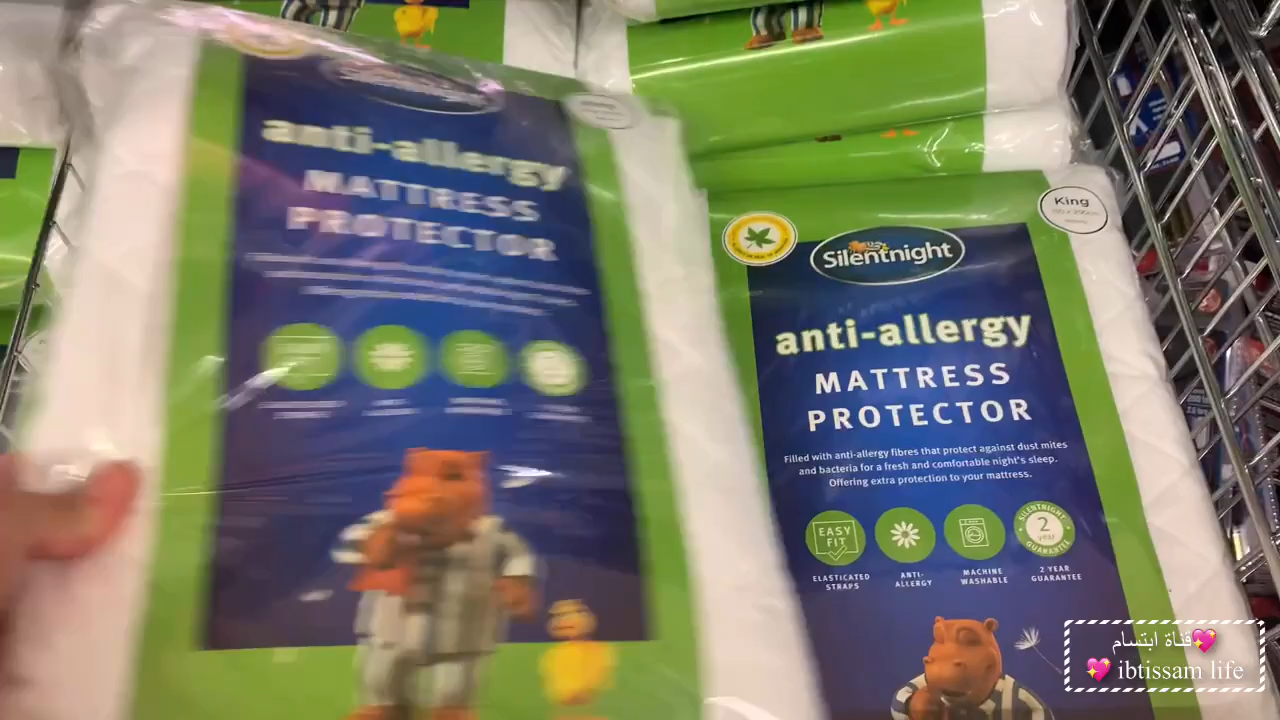 anti-allergy
MATTRESS
PROTECTOR
King
Silentnight
anti-allergy
MATTRESS
PROTECTOR
Filled with anti-allergy fibres that protect against dust mites
and bacteria for a fresh and comfortable night's sleep.
Offering extra protection to your mattress.
EASY
FIT
ELASTICATED
STRAPS
ANTI-
ALLERGY
MACHINE
WASHABLE
SILENTNIGHT
2
YEAR
GUARANTEE
2 YEAR
GUARANTEE
قناة ابتسام
ibtissam life